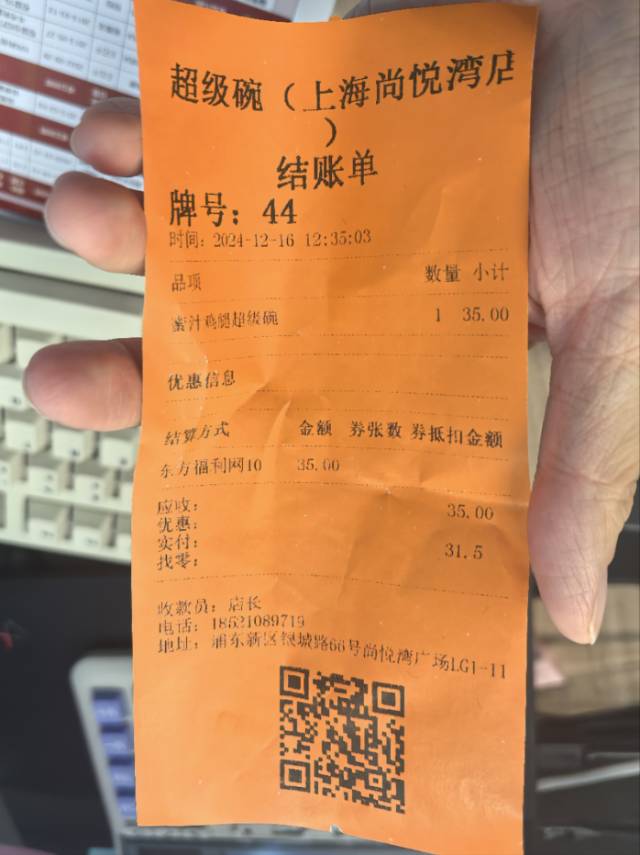 超级碗（上海尚悦湾店
）
结账单
牌号：44
时间：2024-12-16 12:35:03
品项 数量 小计
蜜汁鸡腿超级碗 1 35.00
优惠信息
结算方式 金额 券张数 券抵扣金额
东方福利网10 35.00
应收： 35.00
优惠：
实付： 31.5
找零：
收款员：店长
电话：18521089719
地址：浦东新区银城路66号尚悦湾广场LG1-11